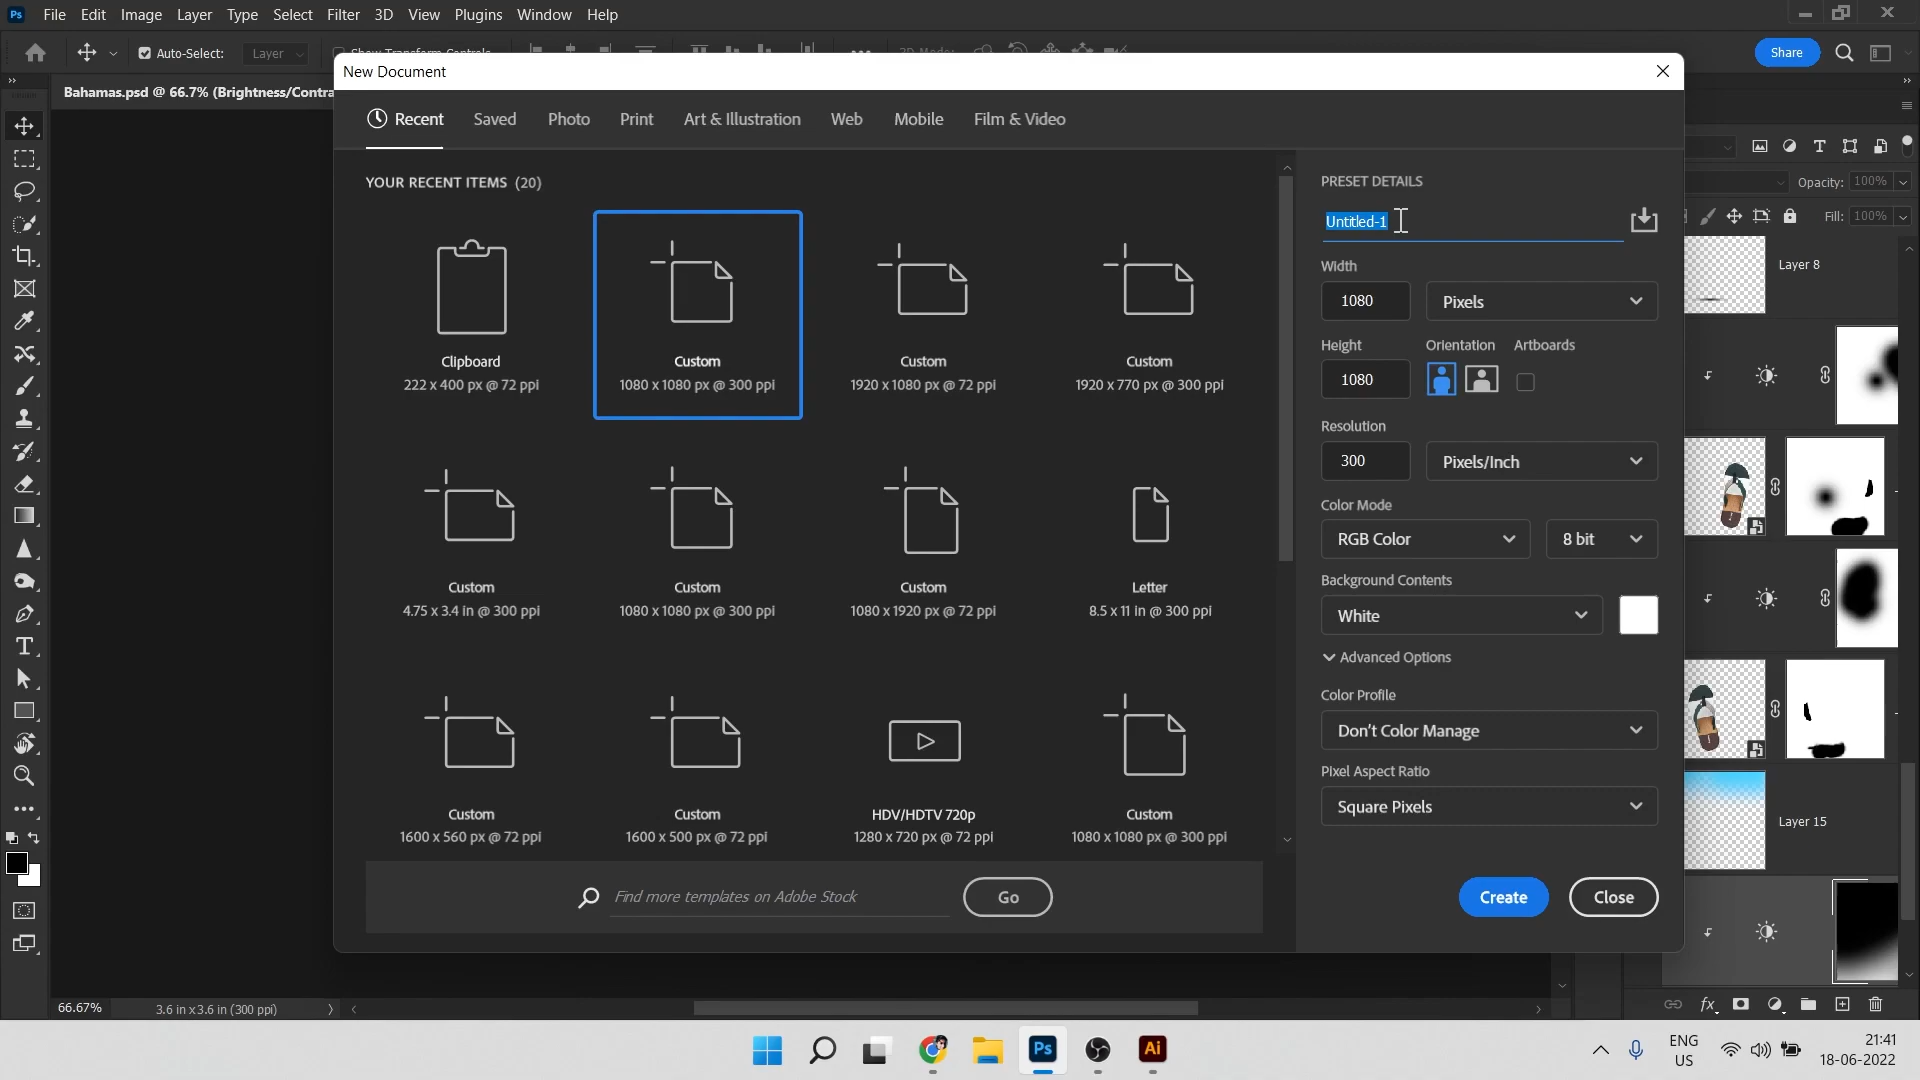 Ps File Edit Image Layer Type Select Filter 3D View Plugins Window Help
Auto-Select: Layer Show Transform Controls 3D Mode: Share
Bahamas.psd @ 66.7% (Brightness/Contra
New Document
Recent Saved Photo Print Art & Illustration Web Mobile Film & Video
YOUR RECENT ITEMS (20)
Clipboard
222 x 400 px @ 72 ppi
Custom
1080 x 1080 px @ 300 ppi
Custom
1920 x 1080 px @ 72 ppi
Custom
1920 x 770 px @ 300 ppi
Custom
4.75 x 3.4 in @ 300 ppi
Custom
1080 x 1080 px @ 300 ppi
Custom
1080 x 1920 px @ 72 ppi
Letter
8.5 x 11 in @ 300 ppi
Custom
1600 x 560 px @ 72 ppi
Custom
1600 x 500 px @ 72 ppi
HDV/HDTV 720p
1280 x 720 px @ 72 ppi
Custom
1080 x 1080 px @ 300 ppi
Find more templates on Adobe Stock Go
PRESET DETAILS
Untitled-1
Width
1080 Pixels
Height Orientation Artboards
1080
Resolution
300 Pixels/Inch
Color Mode
RGB Color 8 bit
Background Contents
White
Advanced Options
Color Profile
Don't Color Manage
Pixel Aspect Ratio
Square Pixels
Create Close
Opacity: 100%
Fill: 100%
Layer 8
Layer 15
fx
66.67% 3.6 in x 3.6 in (300 ppi)
Ps Ai
ENG
US
21:41
18-06-2022